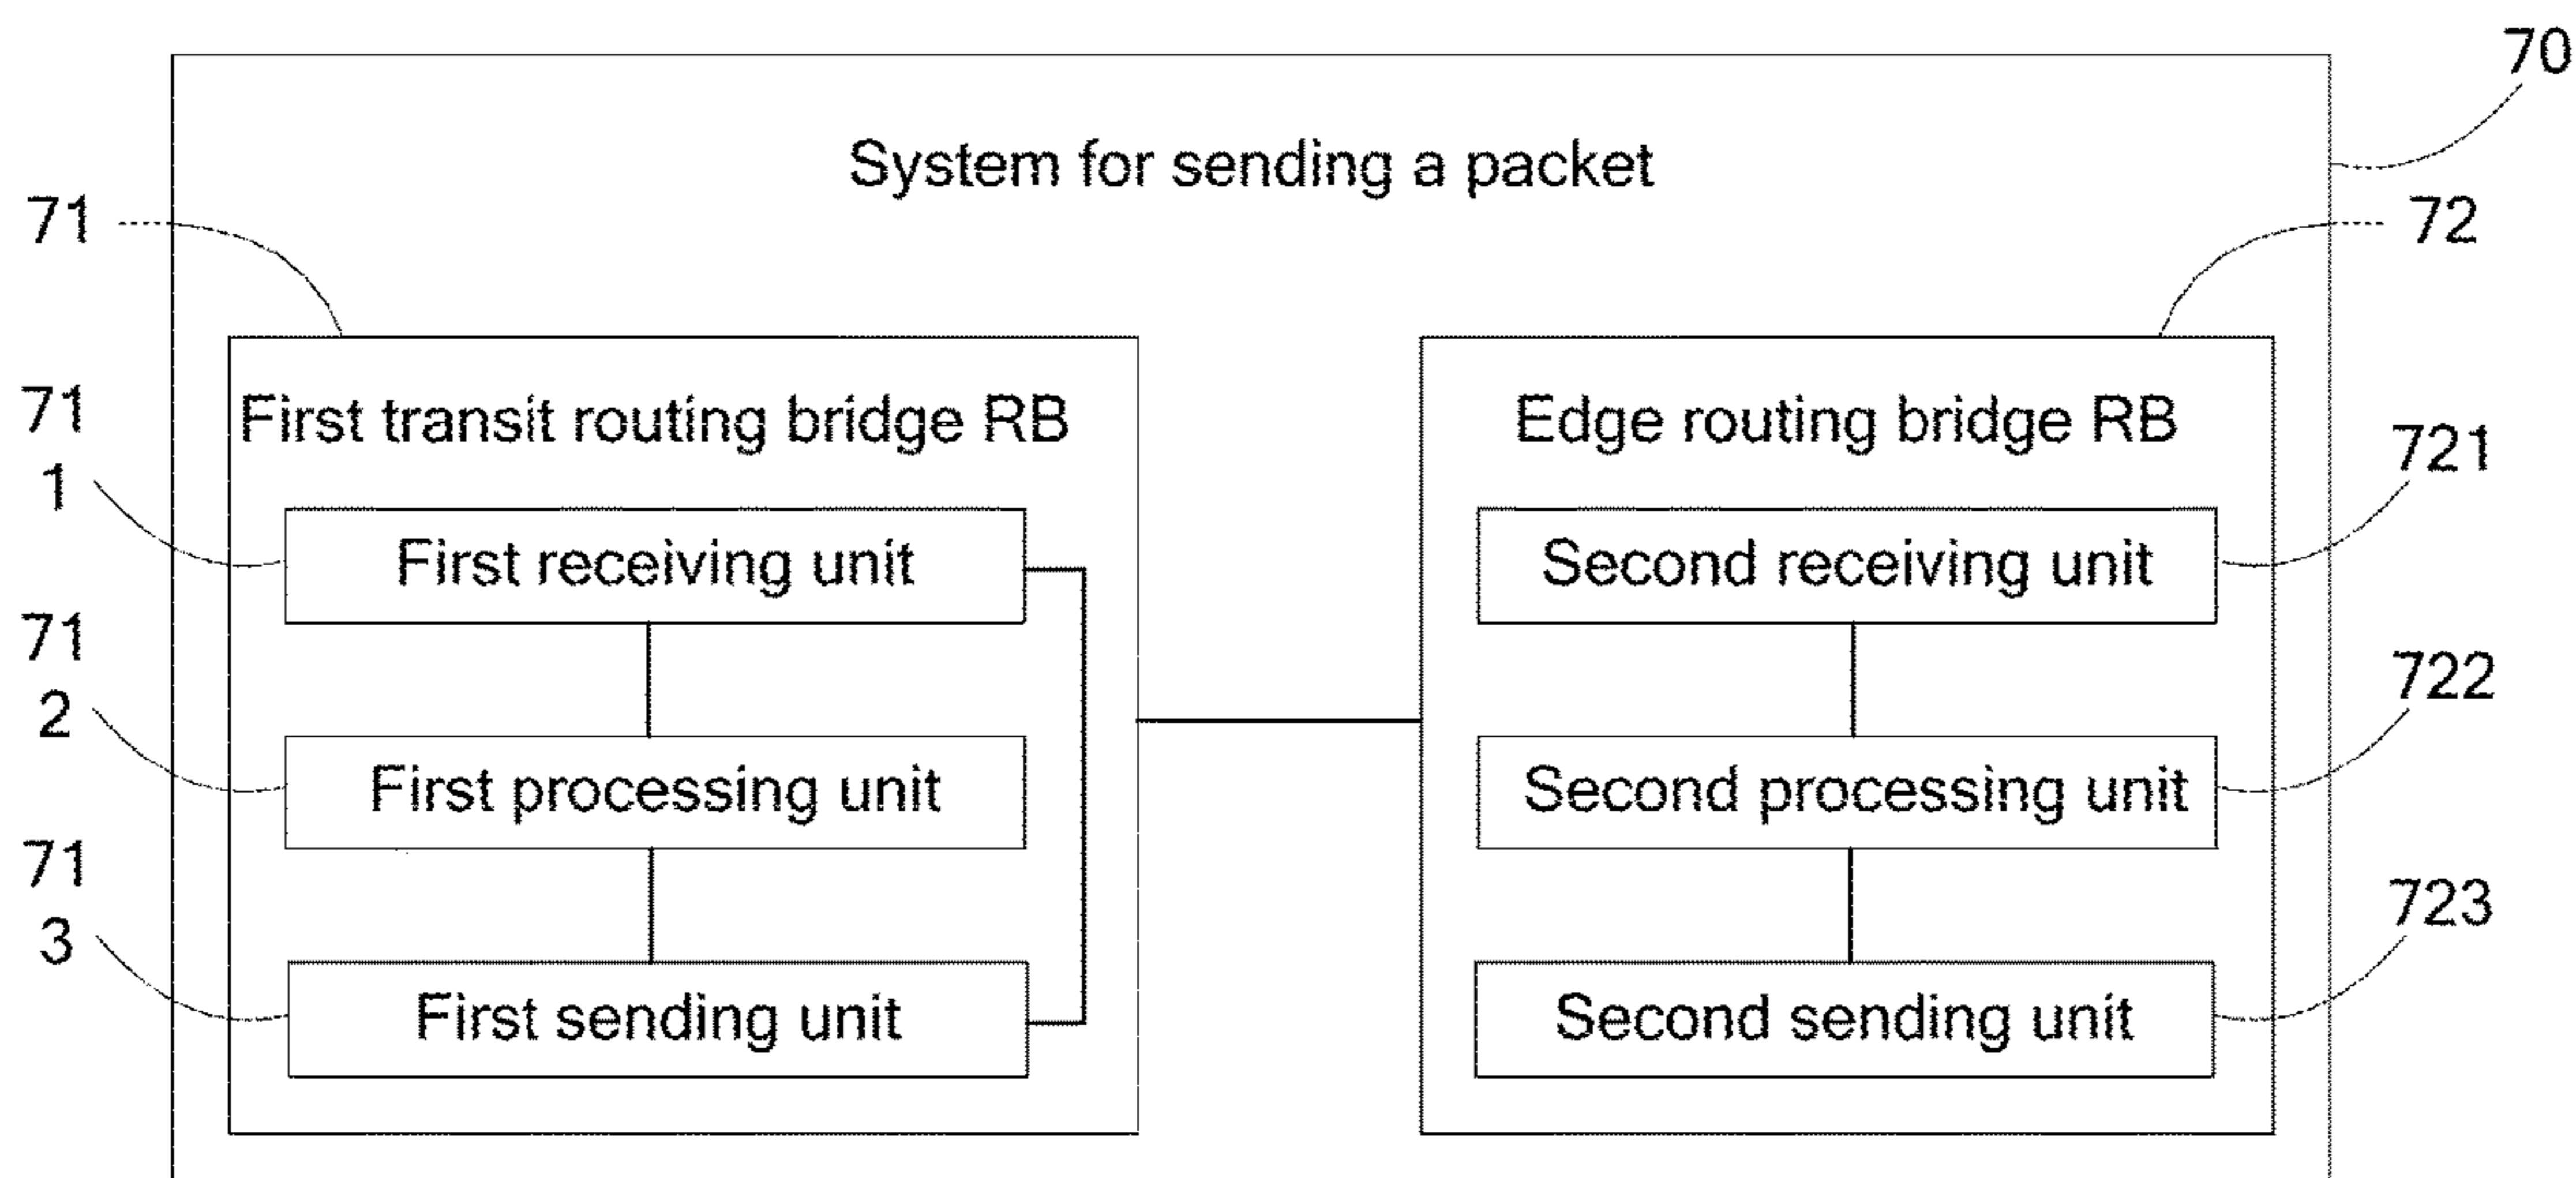 70
System for sending a packet
71
72
First transit routing bridge RB
Edge routing bridge RB
71
1
First receiving unit
Second receiving unit
721
71
2
First processing unit
Second processing unit
722
71
3
First sending unit
Second sending unit
723